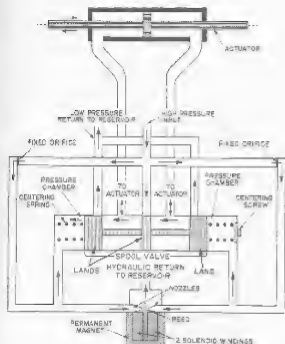 ACTUATOR
LOW PRESSURE
RETURN TO RESERVOIR
HIGH PRESSURE
INPUT
FIXED ORIFICE
FIXED ORIFICE
PRESSURE
CHAMBER
PRESSURE
CHAMBER
CENTERING
SPRING
TO
ACTUATOR
TO
ACTUATOR
CENTERING
SCREW
LANDS
SPOOL VALVE
LAND
HYDRAULIC RETURN
TO RESERVOIR
NOZZLES
PERMANENT
MAGNET
REED
2 SOLENOID WINDINGS